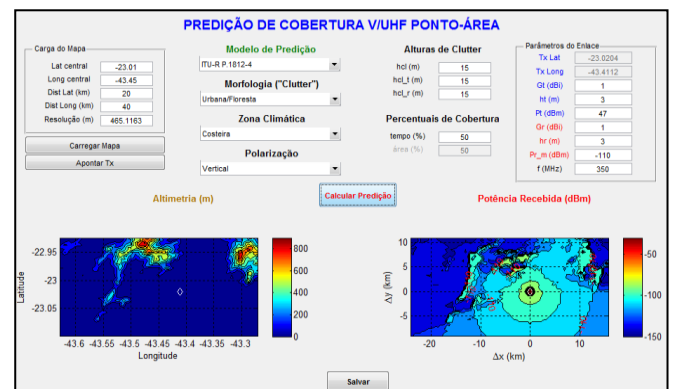 PREDIÇÃO DE COBERTURA V/UHF PONTO-ÁREA
Carga do Mapa
Lat central -23.01
Long central -43.45
Dist Lat (km) 20
Dist Long (km) 40
Resolução (m) 465.1163
Carregar Mapa
Apontar Tx
Modelo de Predição
ITU-R P.1812-4
Morfologia ("Clutter")
Urbana/Floresta
Zona Climática
Costeira
Polarização
Vertical
Alturas de Clutter
hcl (m) 15
hcl_t (m) 15
hcl_r (m) 15
Percentuais de Cobertura
tempo (%) 50
área (%) 50
Parâmetros do Enlace
Tx Lat -23.0204
Tx Long -43.4112
Gt (dBi) 1
ht (m) 3
Pt (dBm) 47
Gr (dBi) 1
hr (m) 3
Pr_m (dBm) -110
f (MHz) 350
Calcular Predição
Altimetria (m)
Latitude
-22.95
-23
-23.05
-43.6 -43.55 -43.5 -43.45 -43.4 -43.35 -43.3
Longitude
800
600
400
200
0
Potência Recebida (dBm)
Δy (km)
10
5
0
-5
-20 -10 0 10
Δx (km)
-50
-100
-150
Salvar